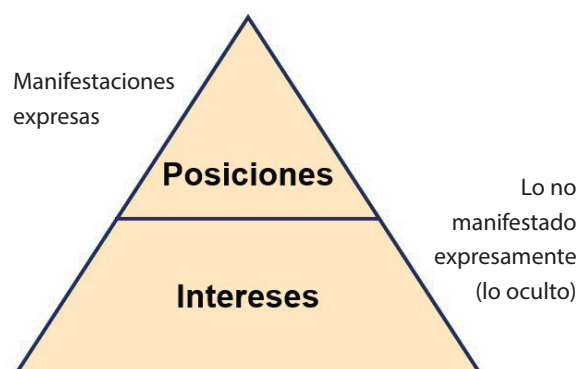 Manifestaciones
expresas
Posiciones
Lo no
manifestado
expresamente
(lo oculto)
Intereses